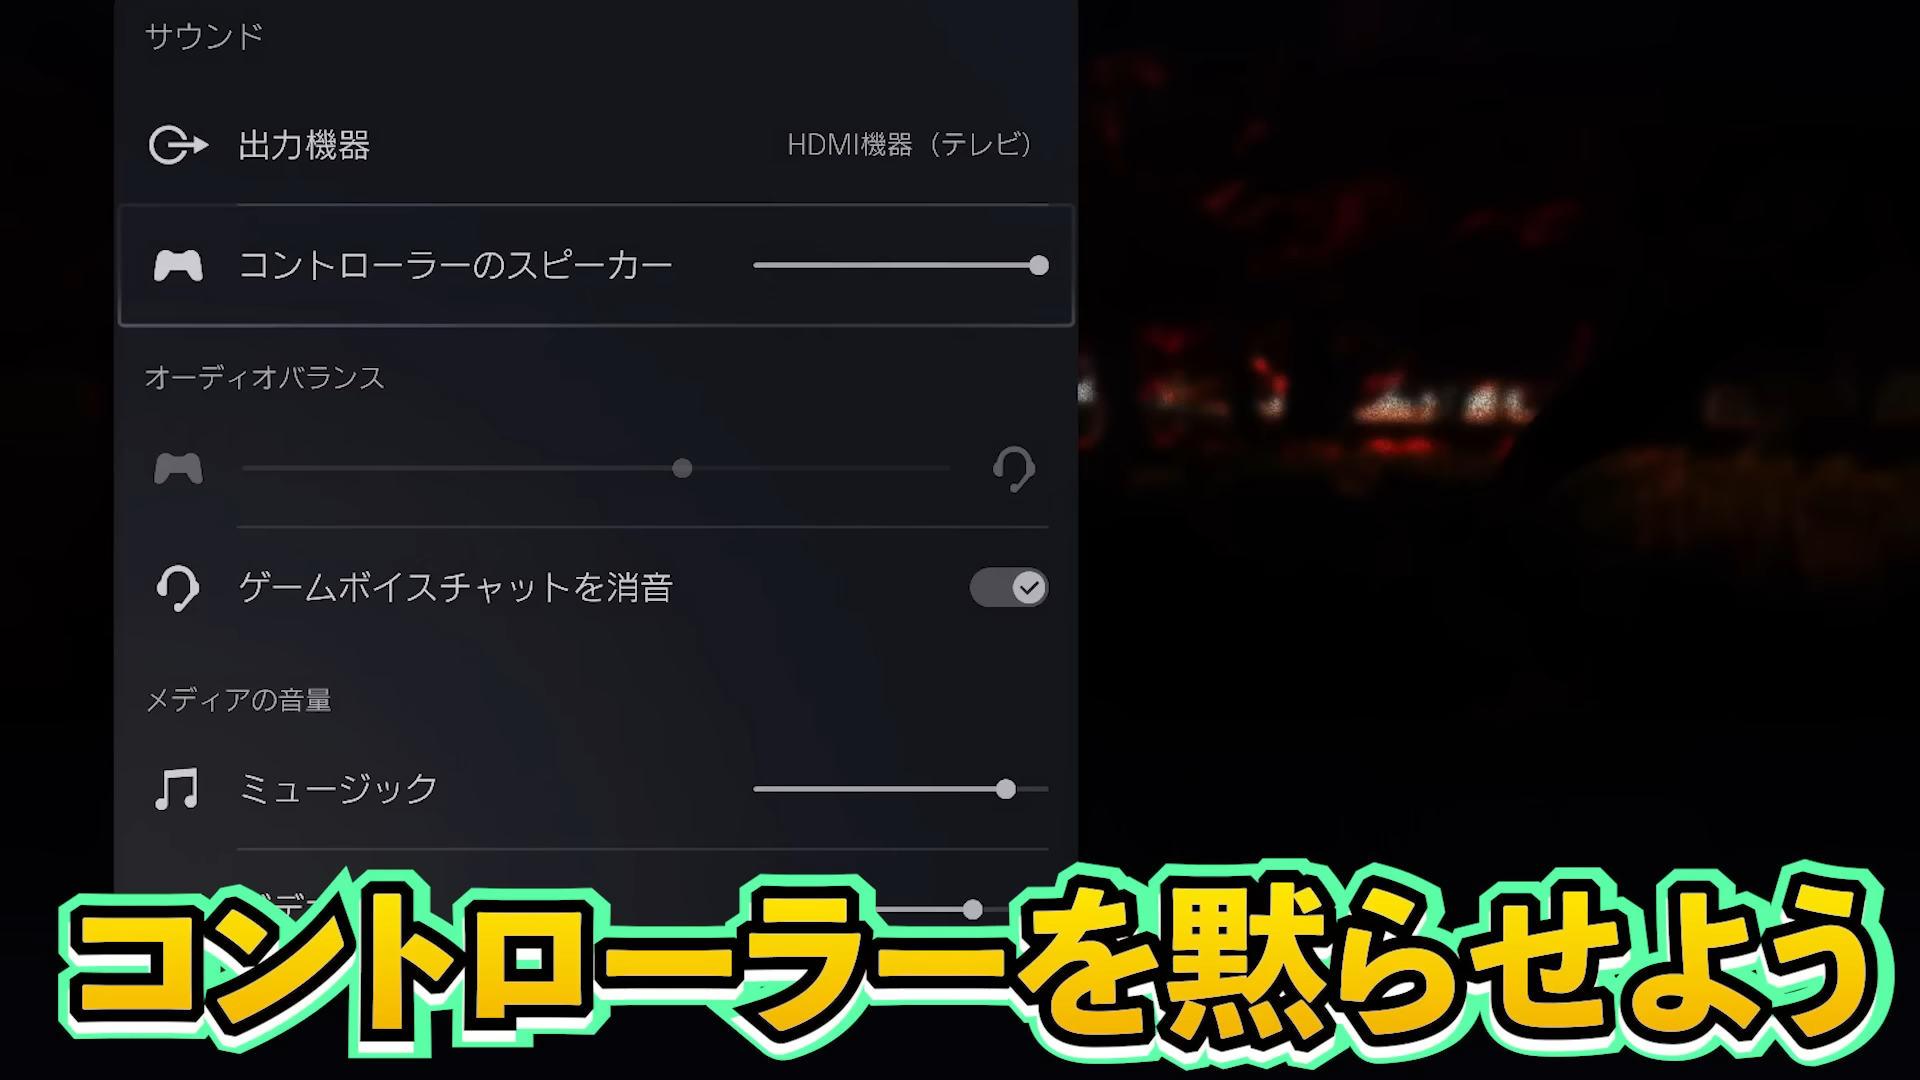 サウンド
出力機器
HDMI機器（テレビ）
コントローラーのスピーカー
オーディオバランス
ゲームボイスチャットを消音
メディアの音量
ミュージック
コントローラーを黙らせよう